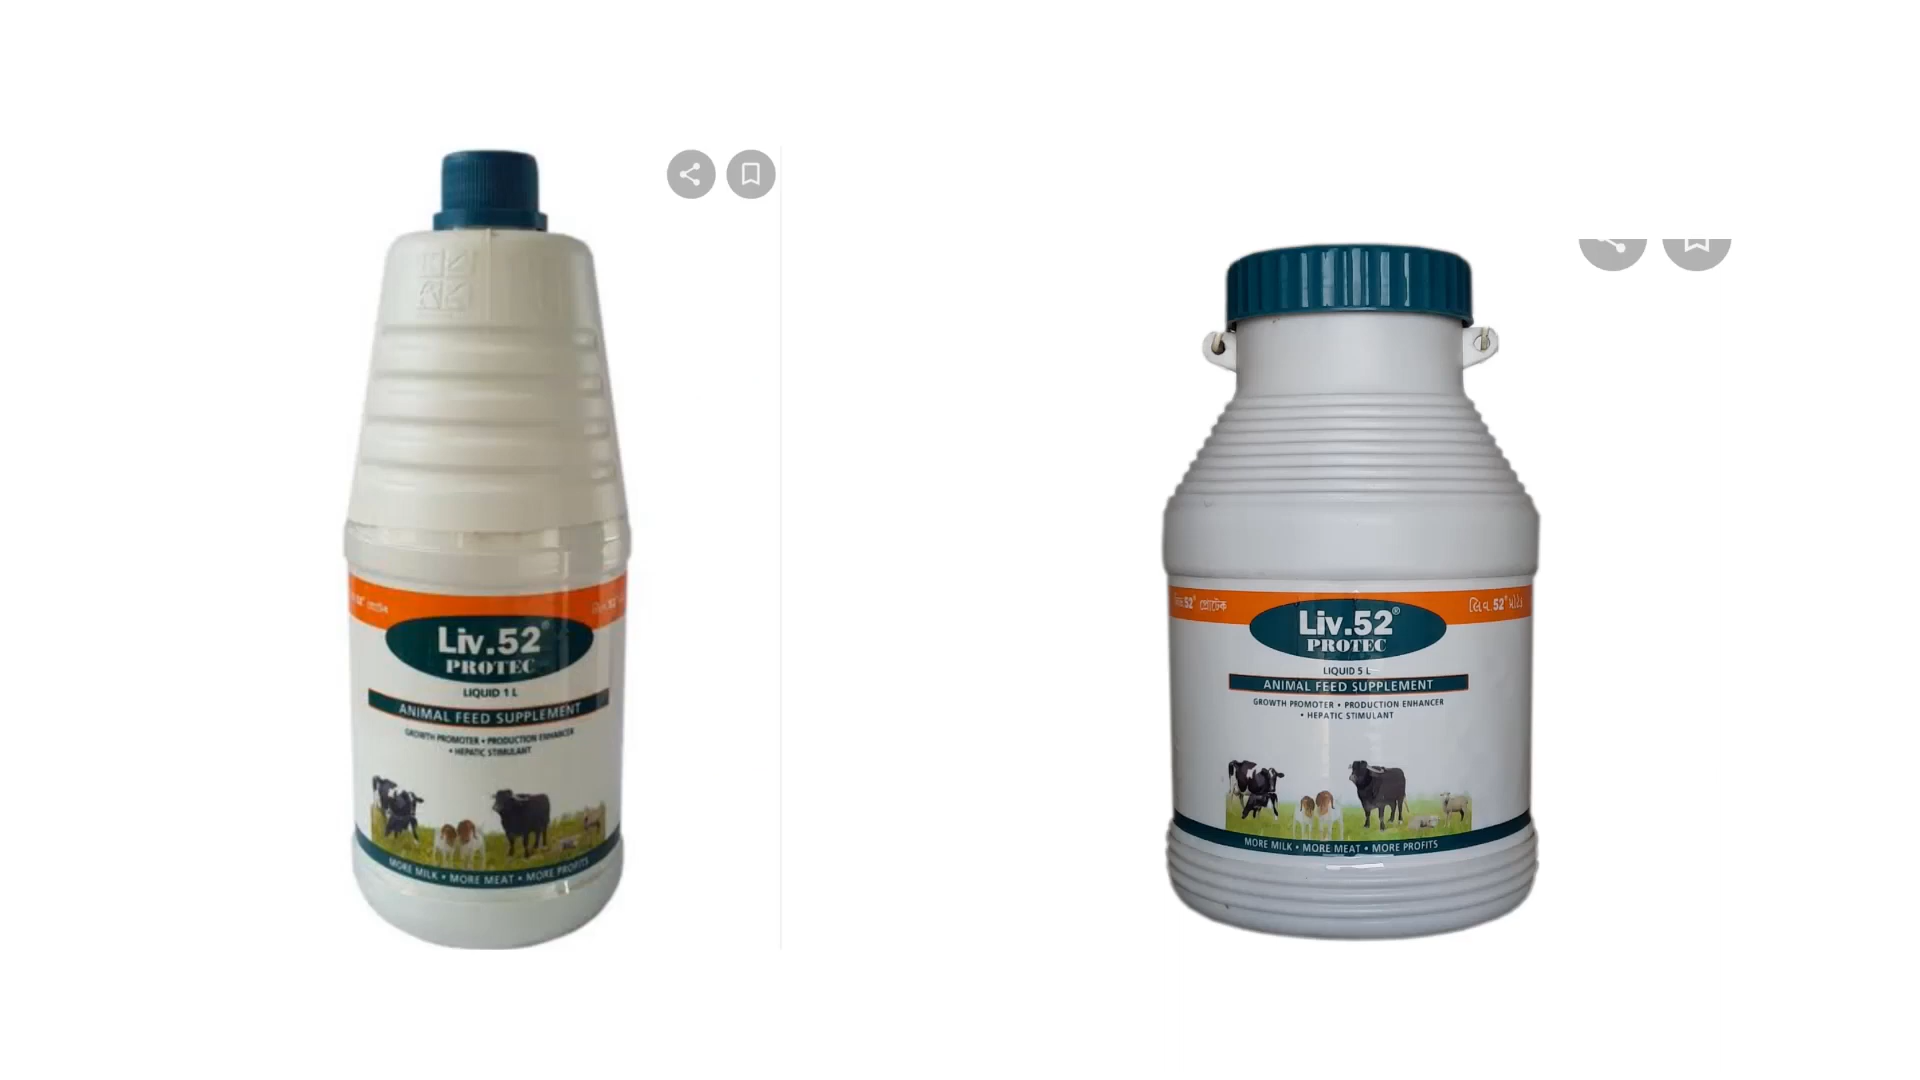 Liv.52®
PROTEC
LIQUID 1 L
ANIMAL FEED SUPPLEMENT
GROWTH PROMOTER • PRODUCTION ENHANCER
• HEPATIC STIMULANT
MORE MILK • MORE MEAT • MORE PROFITS
.52® প্রোটেক
લિવ.52®
Liv.52®
PROTEC
LIQUID 5 L
ANIMAL FEED SUPPLEMENT
GROWTH PROMOTER • PRODUCTION ENHANCER
• HEPATIC STIMULANT
MORE MILK • MORE MEAT • MORE PROFITS